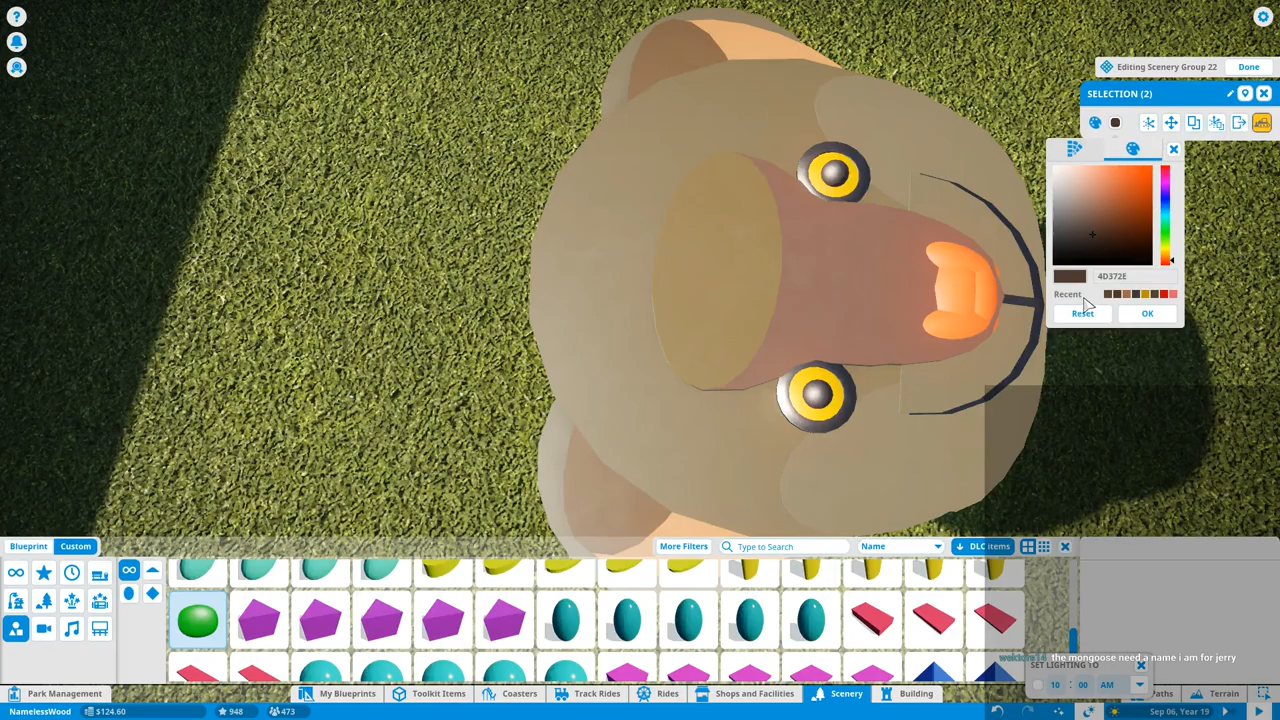 Editing Scenery Group 22
Done
SELECTION (2)
4D372E
Recent
Reset
OK
Blueprint
Custom
More Filters
Type to Search
Name
DLC Items
the mongoose need a name i am for jerry
SET LIGHTING TO
10 : 00 AM
Park Management
My Blueprints
Toolkit Items
Coasters
Track Rides
Rides
Shops and Facilities
Scenery
Building
Paths
Terrain
NamelessWood
$124.60
948
473
Sep 06, Year 19